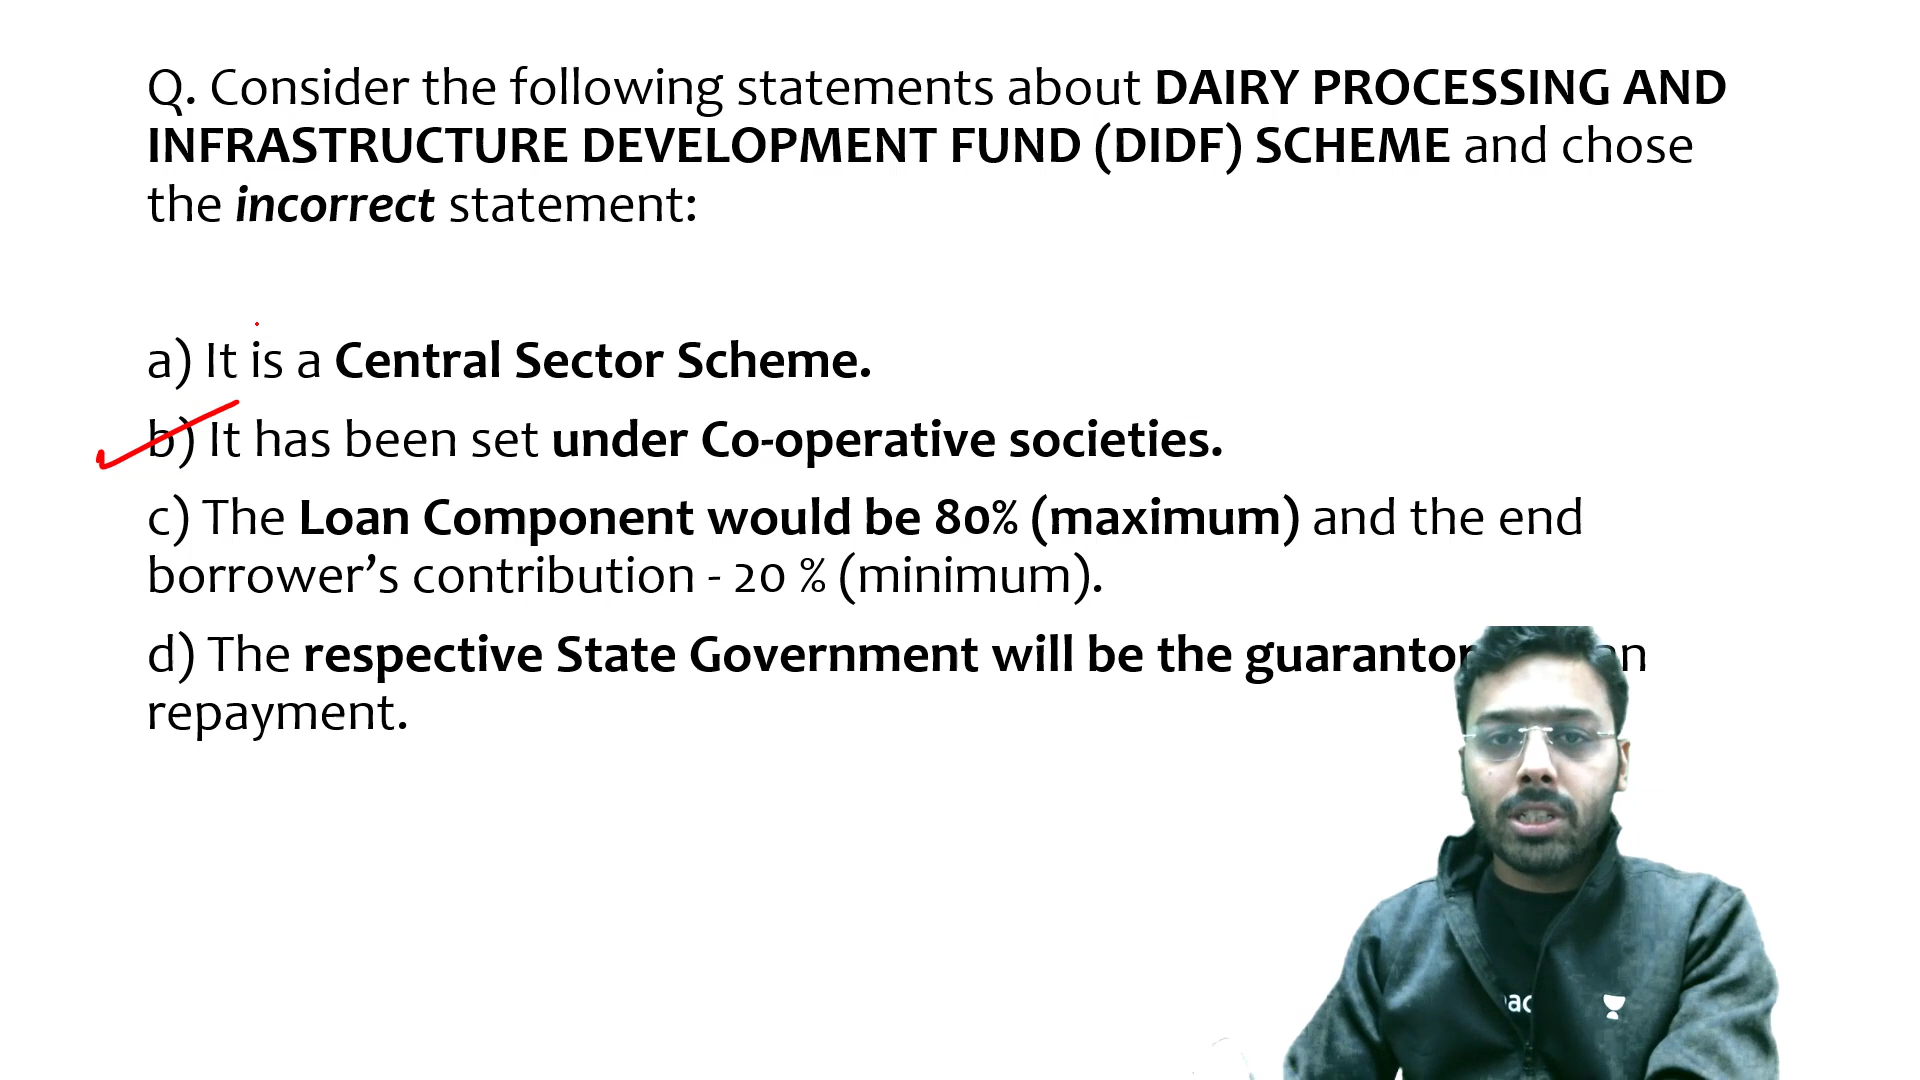 Q. Consider the following statements about DAIRY PROCESSING AND
INFRASTRUCTURE DEVELOPMENT FUND (DIDF) SCHEME and chose
the incorrect statement:
a) It is a Central Sector Scheme.
b) It has been set under Co-operative societies.
c) The Loan Component would be 80% (maximum) and the end
borrower’s contribution - 20 % (minimum).
d) The respective State Government will be the guarantor
repayment.